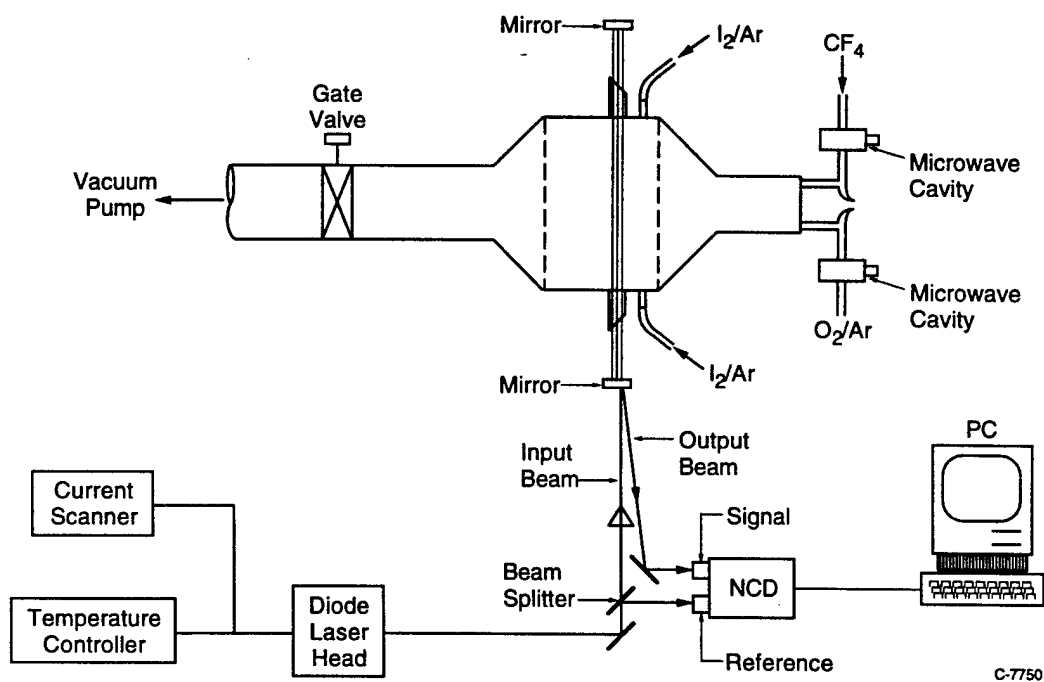 Mirror
I₂/Ar
CF₄
Gate
Valve
Microwave
Cavity
Vacuum
Pump
Microwave
Cavity
O₂/Ar
I₂/Ar
Mirror
PC
Input
Beam
Output
Beam
Current
Scanner
Signal
Beam
Splitter
NCD
Temperature
Controller
Diode
Laser
Head
Reference
C-7750